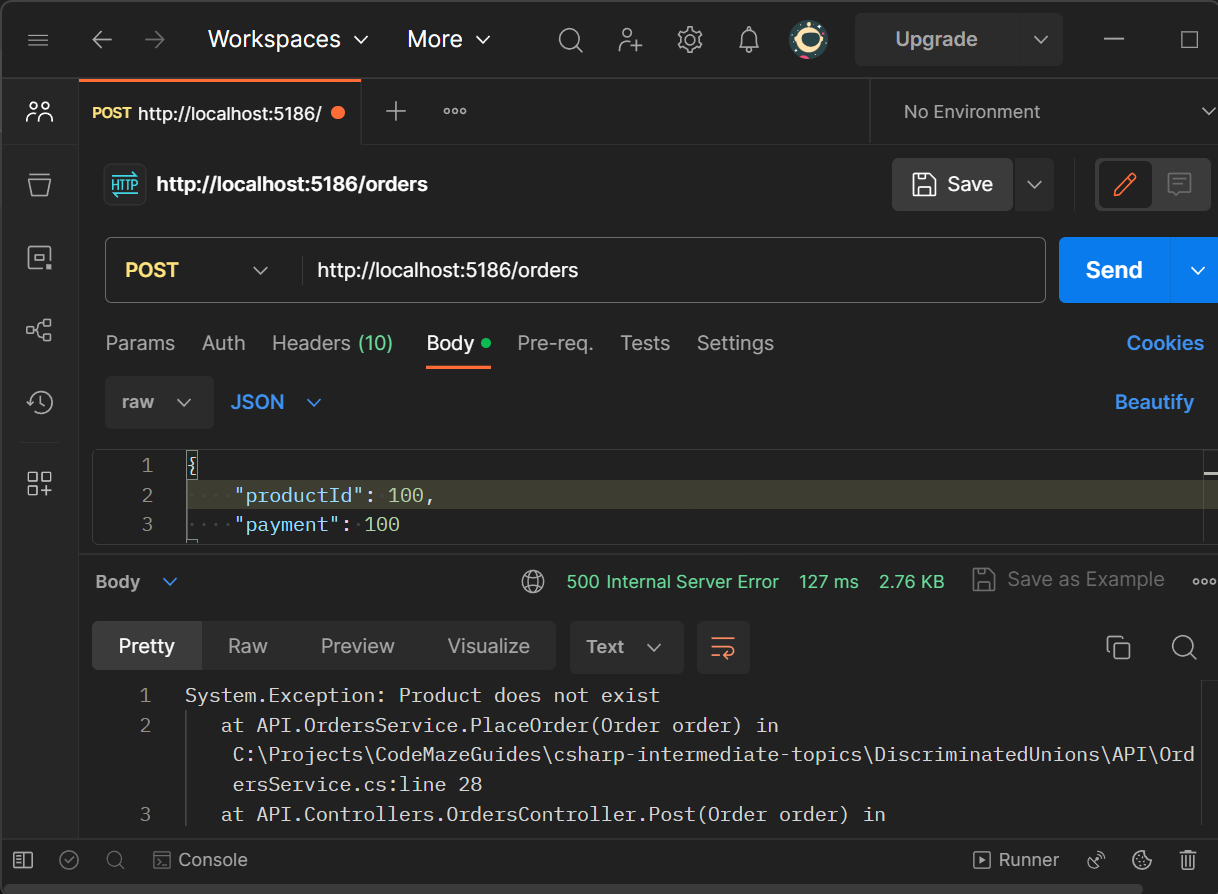 Workspaces More Upgrade
POST http://localhost:5186/ No Environment
HTTP http://localhost:5186/orders Save
POST http://localhost:5186/orders Send
Params Auth Headers (10) Body Pre-req. Tests Settings Cookies
raw JSON Beautify
1 {
2 "productId": 100,
3 "payment": 100
Body 500 Internal Server Error 127 ms 2.76 KB Save as Example
Pretty Raw Preview Visualize Text
1 System.Exception: Product does not exist
2 at API.OrdersService.PlaceOrder(Order order) in
C:\Projects\CodeMazeGuides\csharp-intermediate-topics\DiscriminatedUnions\API\Ord
ersService.cs:line 28
3 at API.Controllers.OrdersController.Post(Order order) in
Console Runner